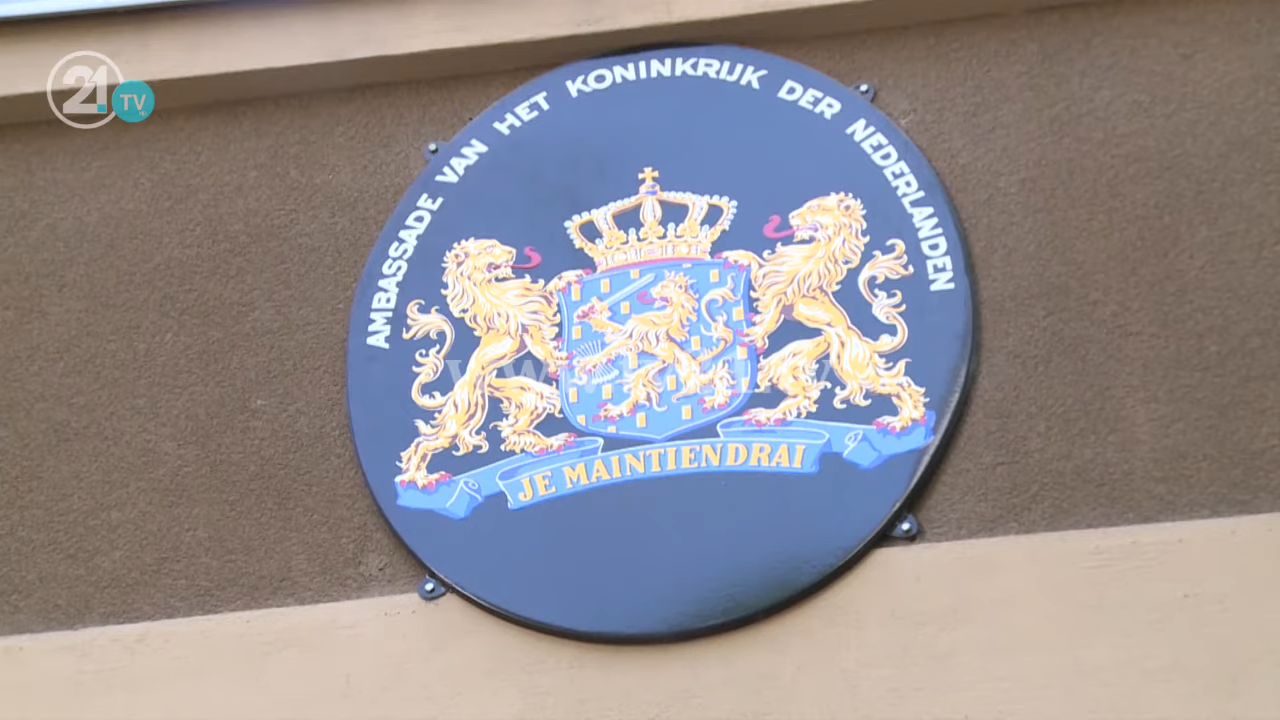 21.
TV
AMBASSADE VAN HET KONINKRIJK DER NEDERLANDEN
JE MAINTIENDRAI